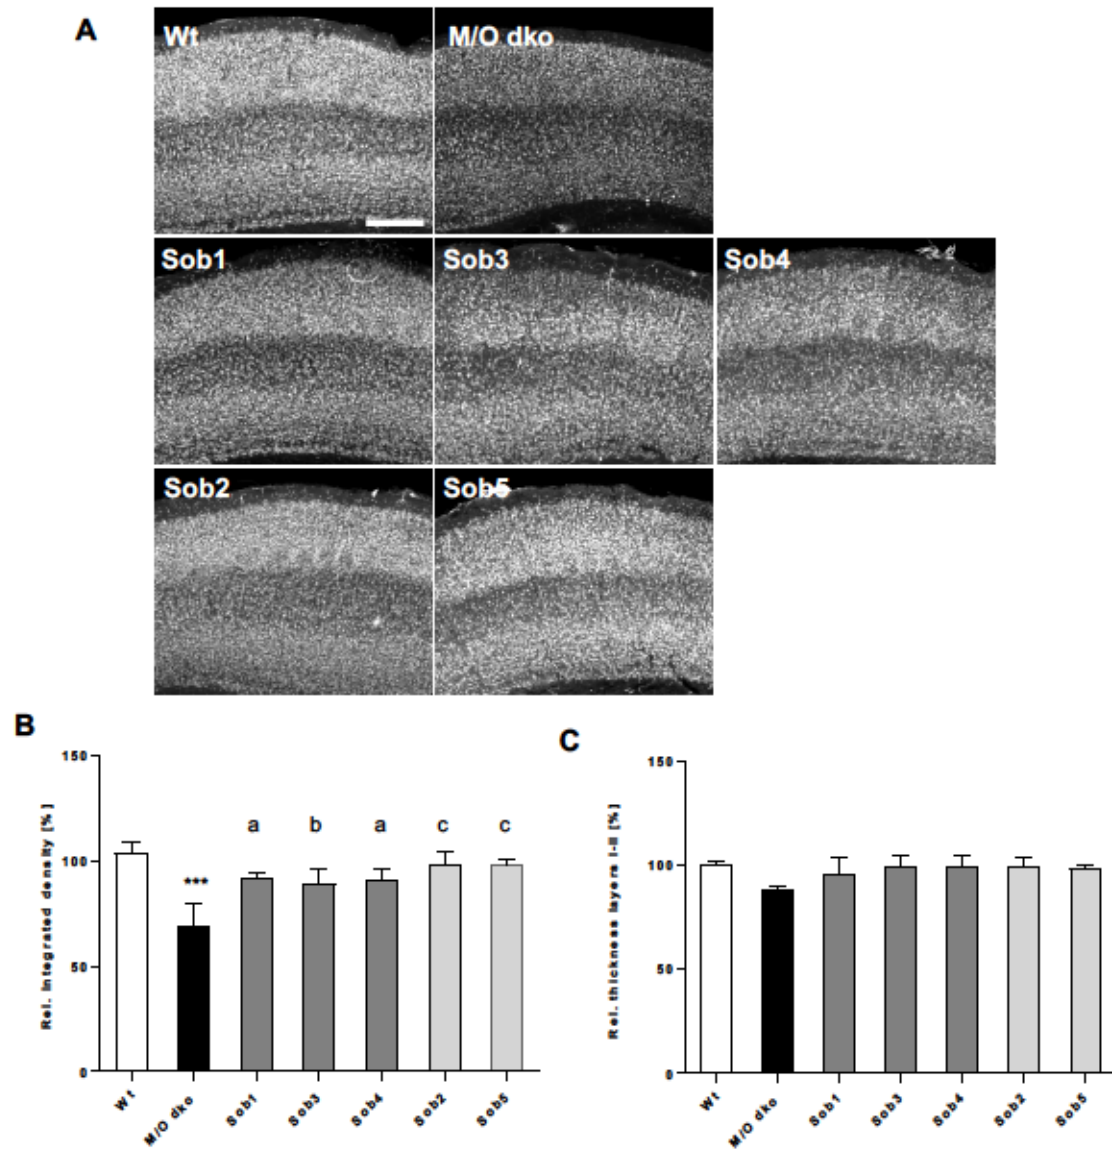 A
Wt
M/O dko
Sob1
Sob3
Sob4
Sob2
Sob5
B
150
100
50
0
Rel. Integrated density [%]
***
a
b
a
c
c
Wt
M/O dko
Sob1
Sob3
Sob4
Sob2
Sob5
C
150
100
50
0
Rel. thickness layers I-II [%]
Wt
M/O dko
Sob1
Sob3
Sob4
Sob2
Sob5